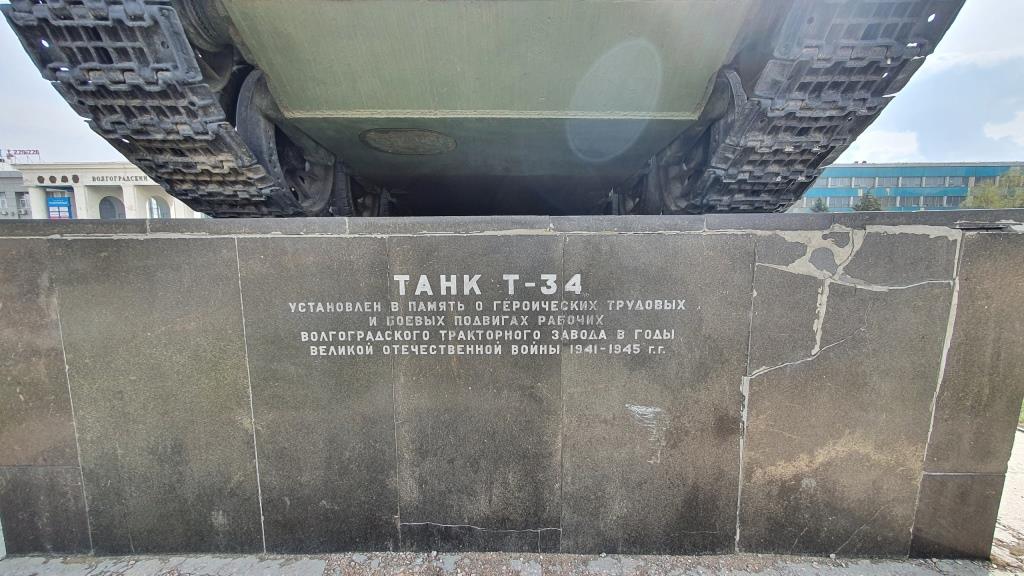 ВОЛГОГРАДСКИЙ
ТАНК Т-34
УСТАНОВЛЕН В ПАМЯТЬ О ГЕРОИЧЕСКИХ ТРУДОВЫХ
И БОЕВЫХ ПОДВИГАХ РАБОЧИХ
ВОЛГОГРАДСКОГО ТРАКТОРНОГО ЗАВОДА В ГОДЫ
ВЕЛИКОЙ ОТЕЧЕСТВЕННОЙ ВОЙНЫ 1941-1945 г.г.